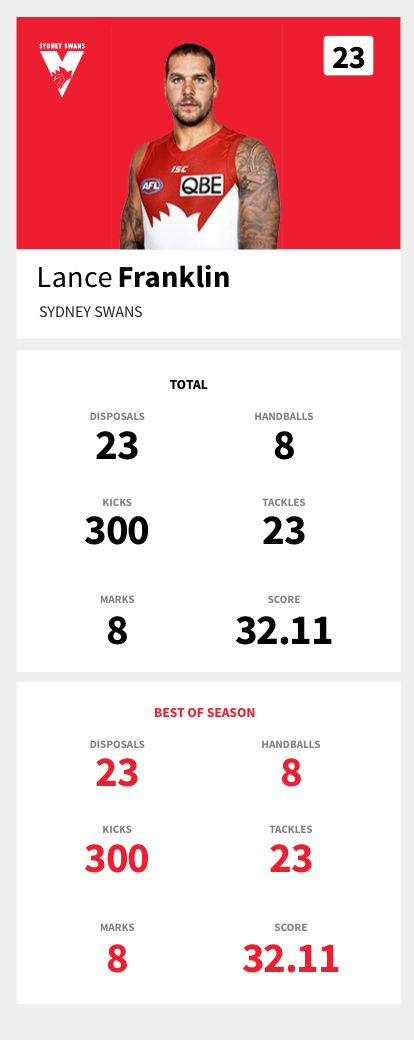 SYDNEY SWANS
23
ISC
AFL
QBE
Lance Franklin
SYDNEY SWANS
TOTAL
DISPOSALS HANDBALLS
23 8
KICKS TACKLES
300 23
MARKS SCORE
8 32.11
BEST OF SEASON
DISPOSALS HANDBALLS
23 8
KICKS TACKLES
300 23
MARKS SCORE
8 32.11